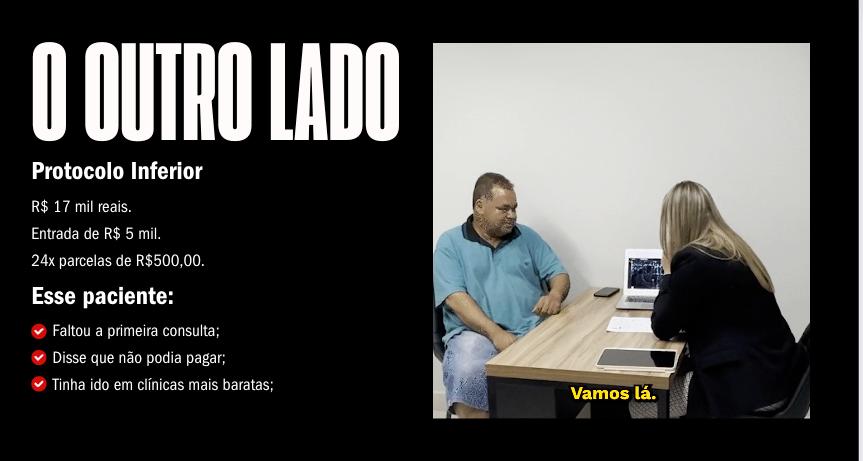 O OUTRO LADO
Protocolo Inferior
R$ 17 mil reais.
Entrada de R$ 5 mil.
24x parcelas de R$500,00.
Esse paciente:
Faltou a primeira consulta;
Disse que não podia pagar;
Tinha ido em clínicas mais baratas;
Vamos lá.